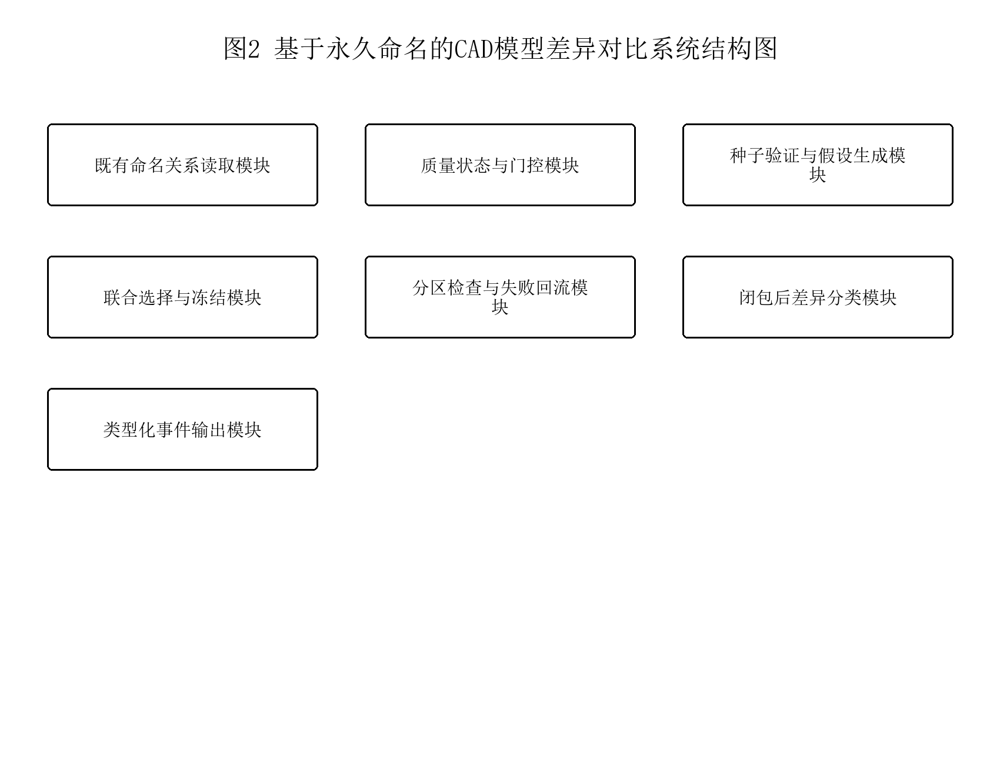 图2 基于永久命名的CAD模型差异对比系统结构图
既有命名关系读取模块
质量状态与门控模块
种子验证与假设生成模
块
联合选择与冻结模块
分区检查与失败回流模
块
闭包后差异分类模块
类型化事件输出模块